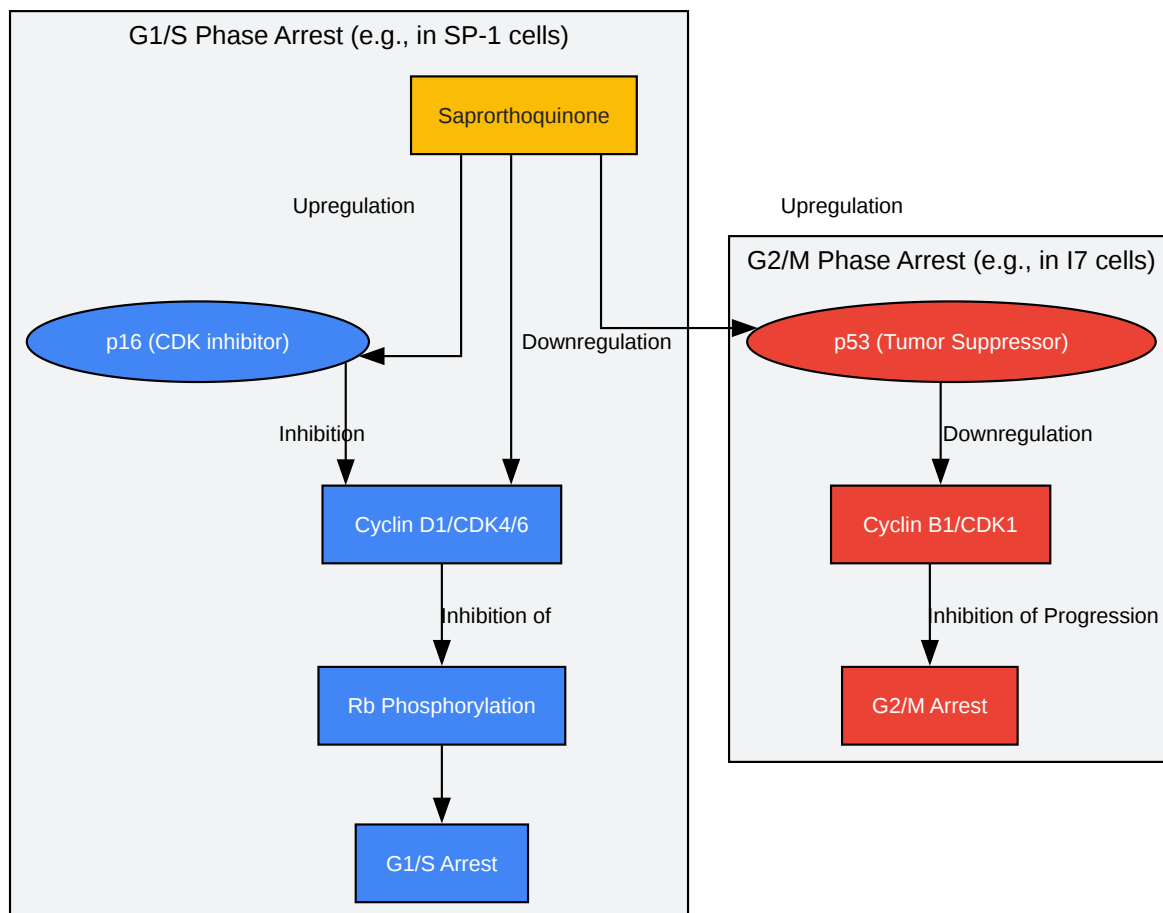 G1/S Phase Arrest (e.g., in SP-1 cells)
Saprorthoquinone
Upregulation
Upregulation
G2/M Phase Arrest (e.g., in I7 cells)
p16 (CDK inhibitor)
Downregulation
p53 (Tumor Suppressor)
Inhibition
Downregulation
Cyclin D1/CDK4/6
Cyclin B1/CDK1
Inhibition of
Inhibition of Progression
Rb Phosphorylation
G2/M Arrest
G1/S Arrest